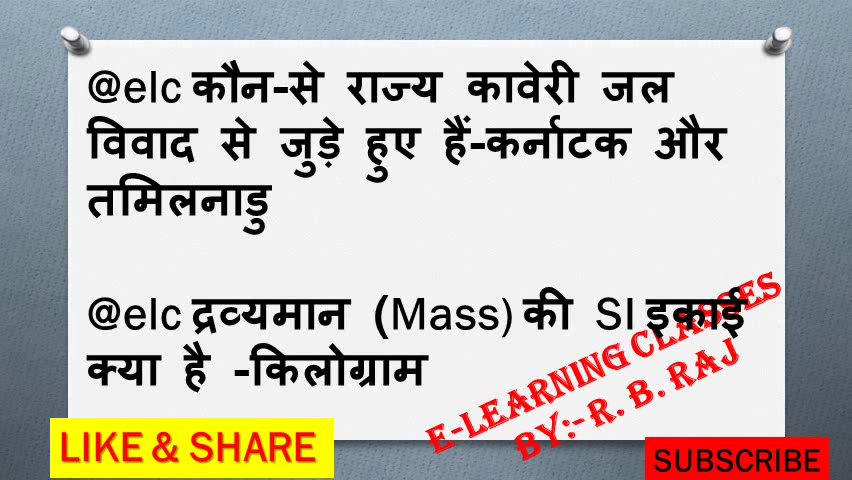 @elc कौन-से राज्य कावेरी जल
विवाद से जुड़े हुए हैं-कर्नाटक और
तमिलनाडु
@elc द्रव्यमान (Mass) की SI इकाई
क्या है -किलोग्राम
E-LEARNING CLASSES
BY:- R. B. RAJ
LIKE & SHARE
SUBSCRIBE